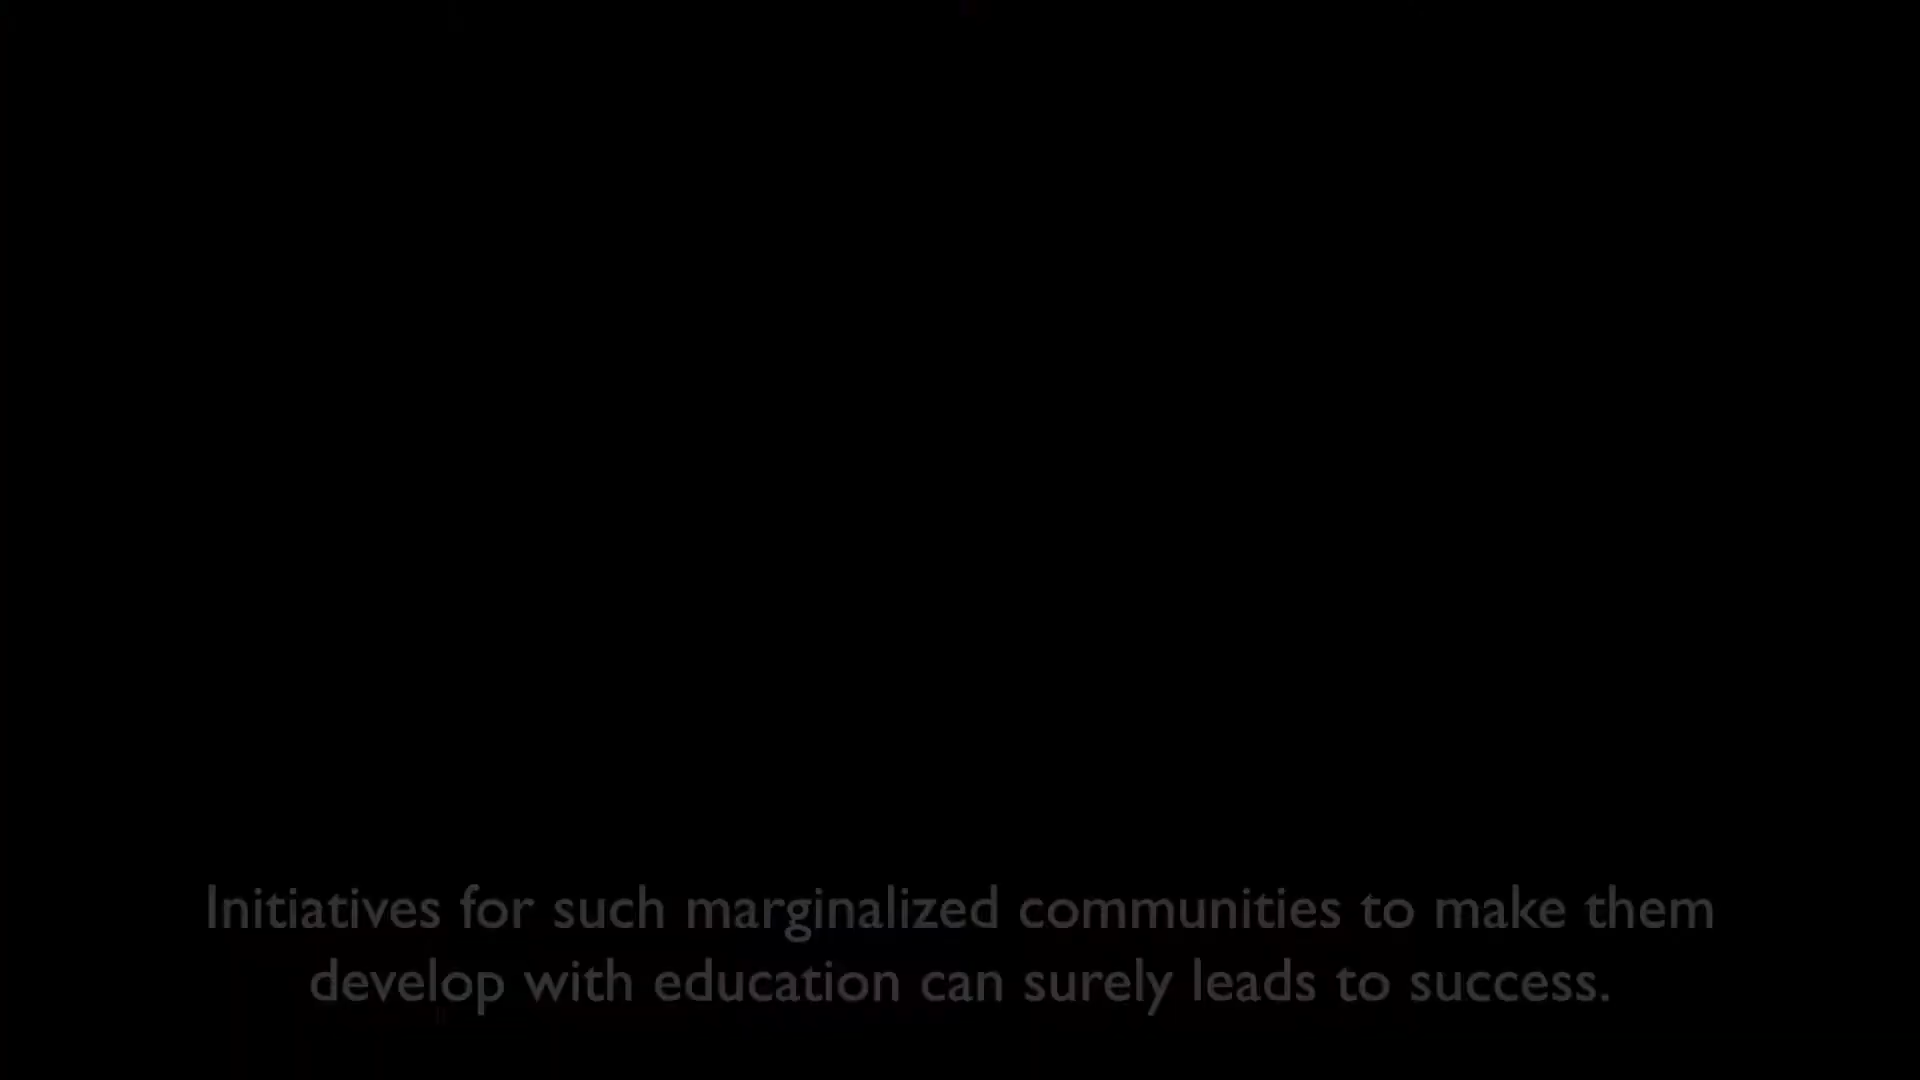 Initiatives for such marginalized communities to make them
develop with education can surely leads to success.